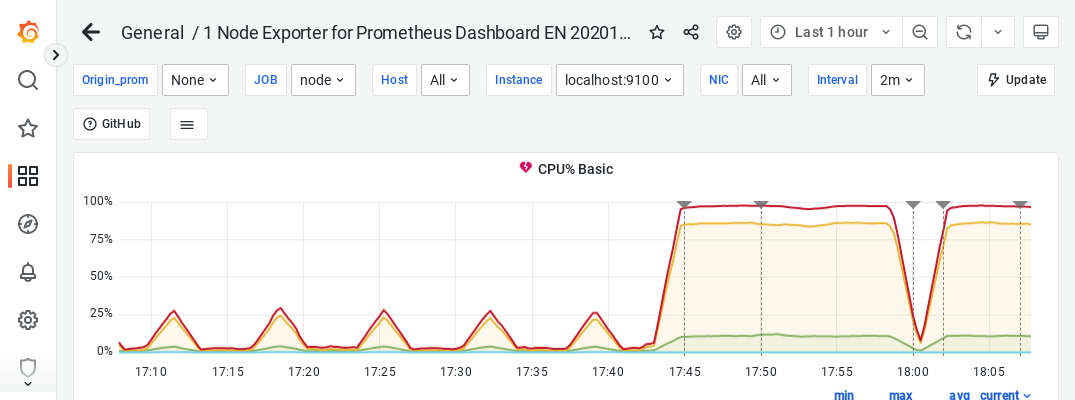 General / 1 Node Exporter for Prometheus Dashboard EN 20201...
Last 1 hour
Origin_prom None JOB node Host All Instance localhost:9100 NIC All Interval 2m Update
GitHub
CPU% Basic
100%
75%
50%
25%
0%
17:10 17:15 17:20 17:25 17:30 17:35 17:40 17:45 17:50 17:55 18:00 18:05
min max avg current